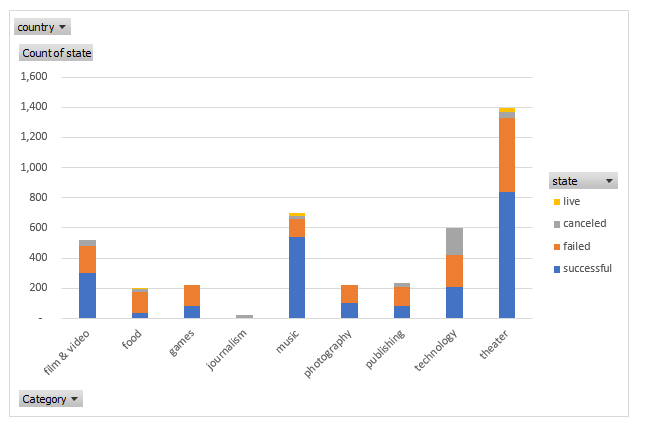 country
Count of state
1,600
1,400
1,200
1,000
800
600
400
200
-
film & video
food
games
journalism
music
photography
publishing
technology
theater
state
live
canceled
failed
successful
Category